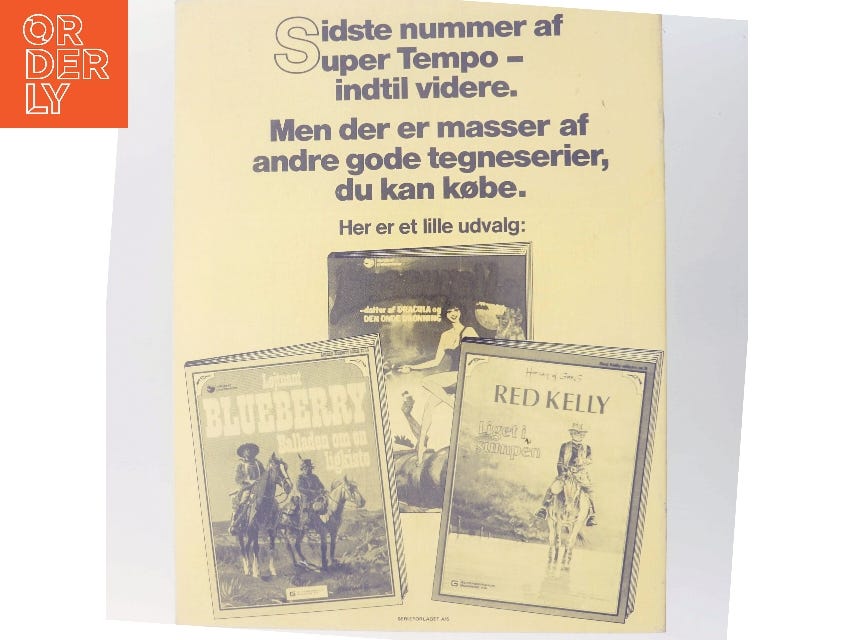 OR
DER
LY
Sidste nummer af
Super Tempo –
indtil videre.
Men der er masser af
andre gode tegneserier,
du kan købe.
Her er et lille udvalg:
–datter af DRACULA og
DEN ONDE DRONNING
Løjtnant
BLUEBERRY
Balladen om en
ligkiste
Hermann & Greg
RED KELLY
Liget i
sumpen
SERIEFORLAGET A/S